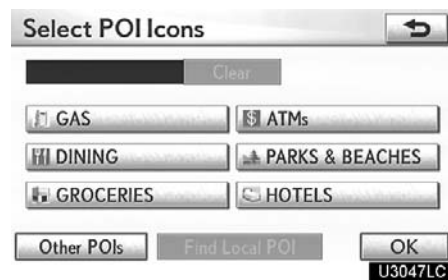 Select POI Icons
Clear
GAS
ATMs
DINING
PARKS & BEACHES
GROCERIES
HOTELS
Other POIs
Find Local POI
OK
U3047LC